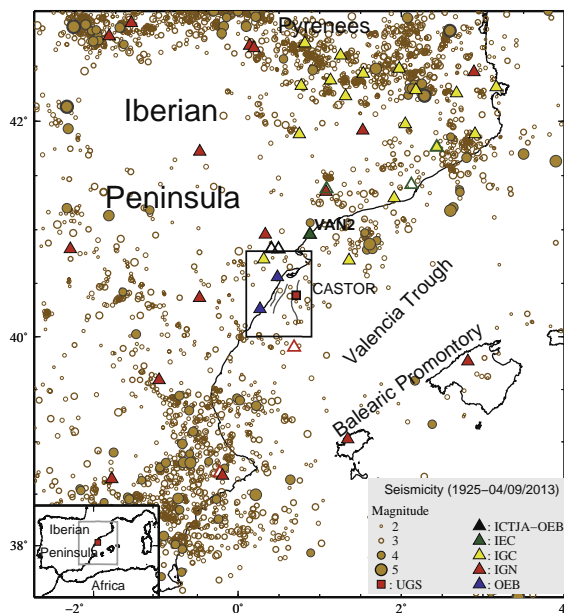 Pyrenees
Iberian
Peninsula
VAN2
CASTOR
Valencia Trough
Balearic Promontory
42˚
40˚
38˚
−2˚
0˚
2˚
4
Seismicity (1925−04/09/2013)
Magnitude
2
3
4
5
: UGS
: ICTJA−OEB
: IEC
: IGC
: IGN
: OEB
Iberian
Peninsula
Africa